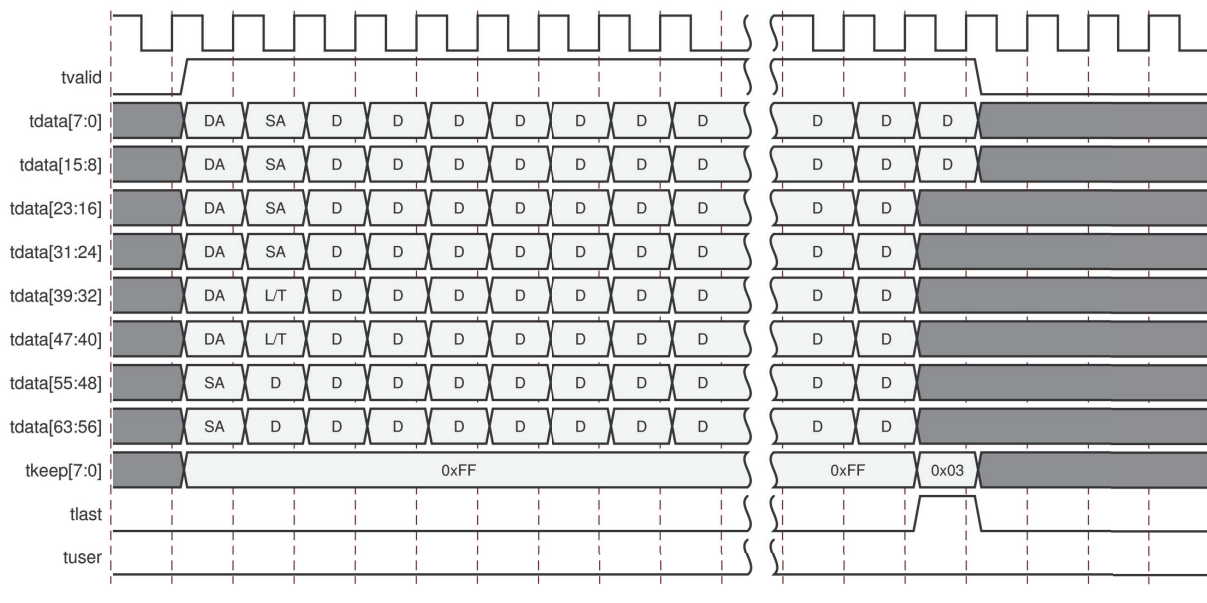 tvalid
tdata[7:0] DA SA D D D D D D D D D D
tdata[15:8] DA SA D D D D D D D D D D
tdata[23:16] DA SA D D D D D D D D D
tdata[31:24] DA SA D D D D D D D D D
tdata[39:32] DA L/T D D D D D D D D D
tdata[47:40] DA L/T D D D D D D D D D
tdata[55:48] SA D D D D D D D D D D
tdata[63:56] SA D D D D D D D D D D
tkeep[7:0] 0xFF 0xFF 0x03
tlast
tuser